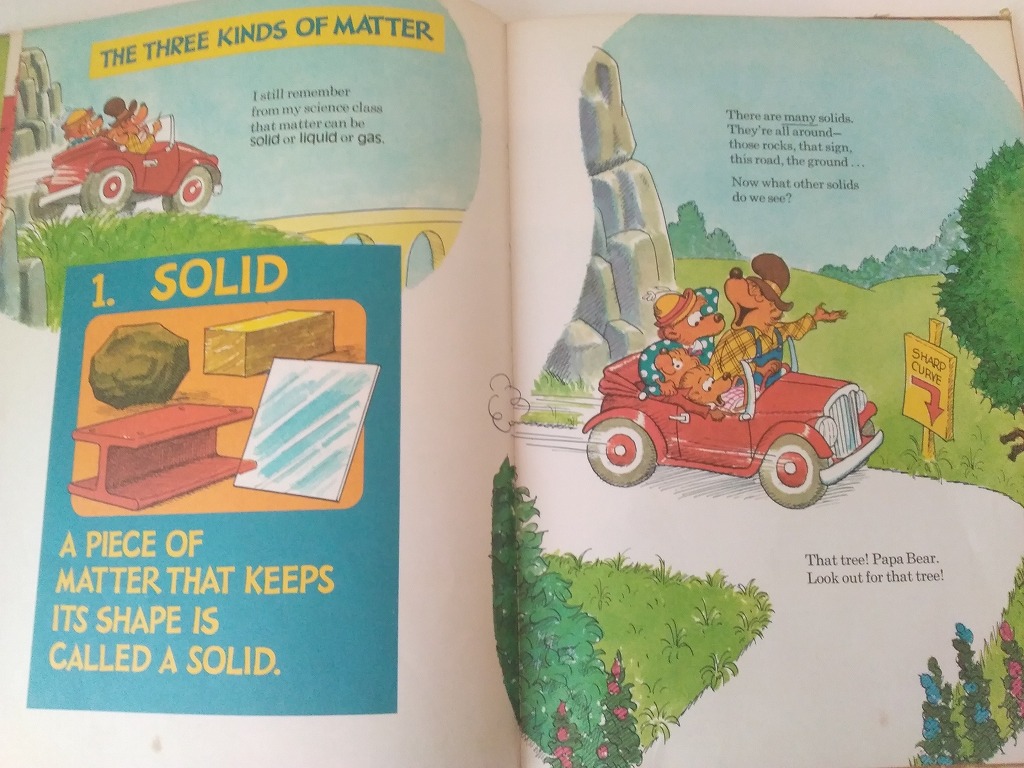 THE THREE KINDS OF MATTER
I still remember
from my science class
that matter can be
solid or liquid or gas.
1. SOLID
A PIECE OF
MATTER THAT KEEPS
ITS SHAPE IS
CALLED A SOLID.
There are many solids.
They're all around—
those rocks, that sign,
this road, the ground . . .
Now what other solids
do we see?
SHARP
CURVE
That tree! Papa Bear.
Look out for that tree!